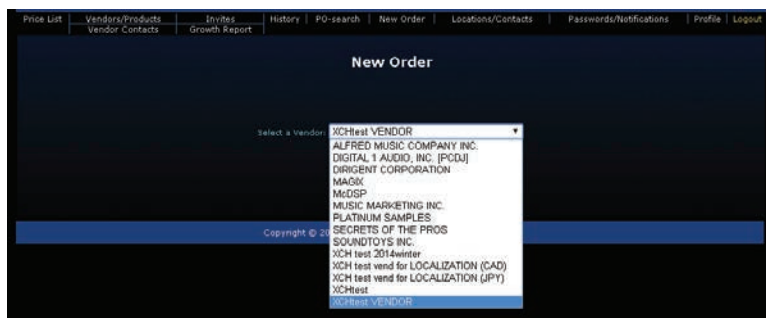 Price List | Vendors/Products | Invites | History | PO-search | New Order | Locations/Contacts | Passwords/Notifications | Profile | Logout
Vendor Contacts | Growth Report
New Order
Select a Vendor: XCHtest VENDOR
ALFRED MUSIC COMPANY INC.
DIGITAL 1 AUDIO, INC. [PCDJ]
DIRIGENT CORPORATION
MAGIX
McDSP
MUSIC MARKETING INC.
PLATINUM SAMPLES
SECRETS OF THE PROS
SOUNDTOYS INC.
XCH test 2014winter
XCH test vend for LOCALIZATION (CAD)
XCH test vend for LOCALIZATION (JPY)
XCHtest
XCHtest VENDOR
Copyright © 20